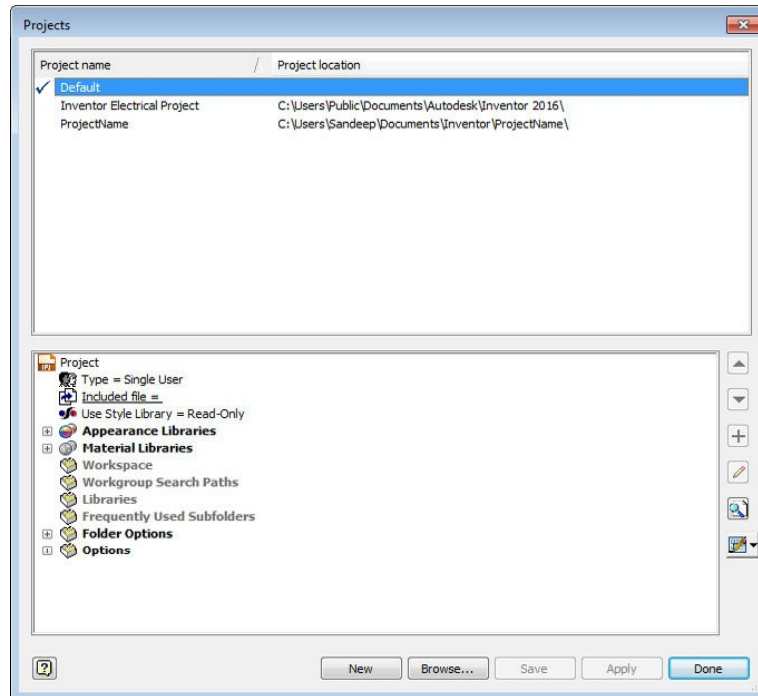 Projects
Project name / Project location
Default
Inventor Electrical Project C:\Users\Public\Documents\Autodesk\Inventor 2016\
ProjectName C:\Users\Sandeep\Documents\Inventor\ProjectName\
Project
Type = Single User
Included file =
Use Style Library = Read-Only
Appearance Libraries
Material Libraries
Workspace
Workgroup Search Paths
Libraries
Frequently Used Subfolders
Folder Options
Options
New Browse... Save Apply Done